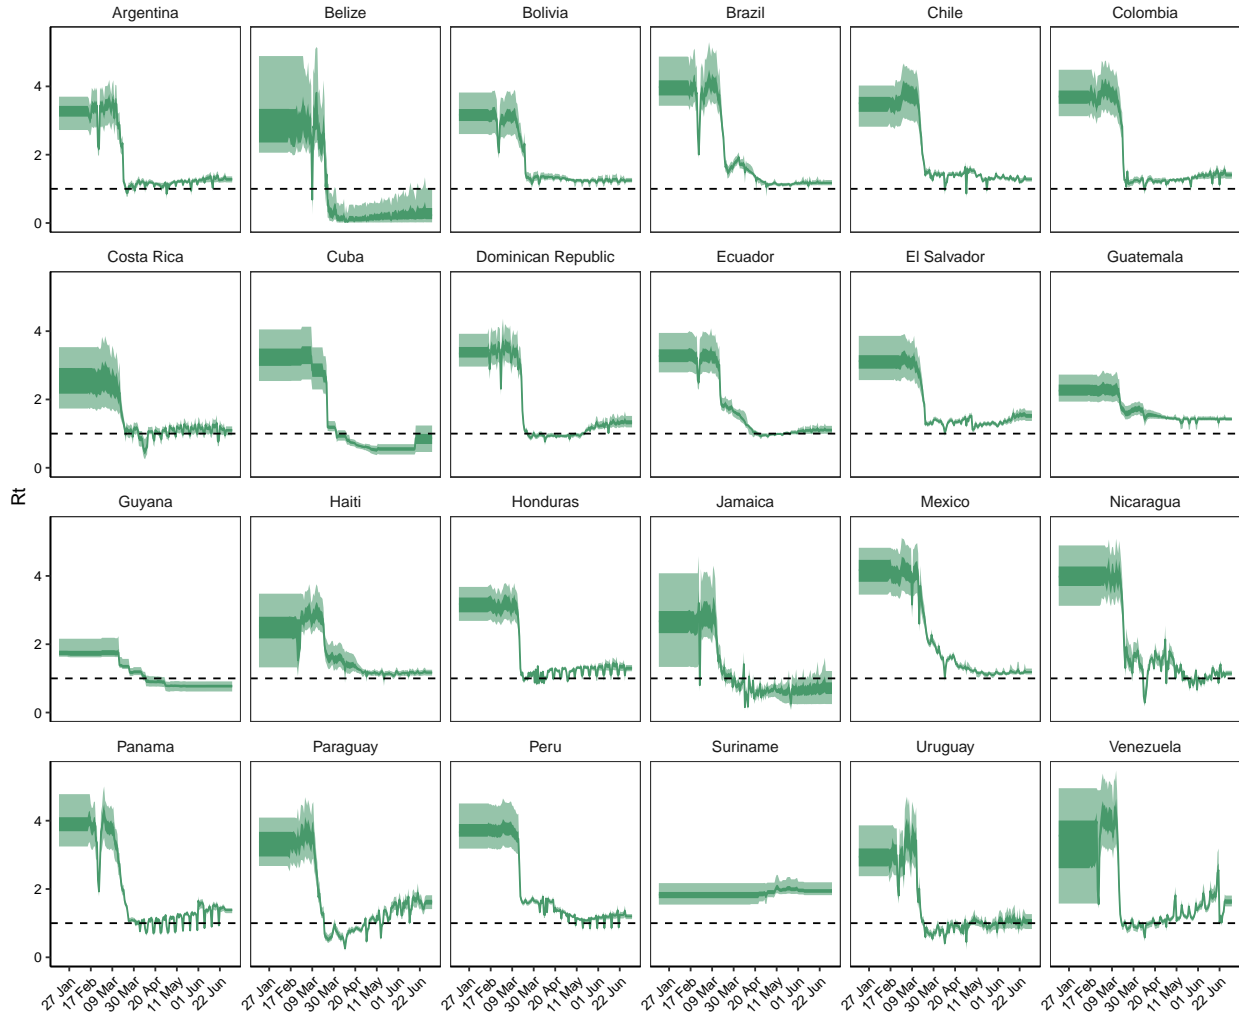 Argentina Belize Bolivia Brazil Chile Colombia
4
2
0
Costa Rica Cuba Dominican Republic Ecuador El Salvador Guatemala
4
2
0
Rt
Guyana Haiti Honduras Jamaica Mexico Nicaragua
4
2
0
Panama Paraguay Peru Suriname Uruguay Venezuela
4
2
0
27 Jan 17 Feb 09 Mar 30 Mar 20 Apr 11 May 01 Jun 22 Jun 27 Jan 17 Feb 09 Mar 30 Mar 20 Apr 11 May 01 Jun 22 Jun 27 Jan 17 Feb 09 Mar 30 Mar 20 Apr 11 May 01 Jun 22 Jun 27 Jan 17 Feb 09 Mar 30 Mar 20 Apr 11 May 01 Jun 22 Jun 27 Jan 17 Feb 09 Mar 30 Mar 20 Apr 11 May 01 Jun 22 Jun 27 Jan 17 Feb 09 Mar 30 Mar 20 Apr 11 May 01 Jun 22 Jun